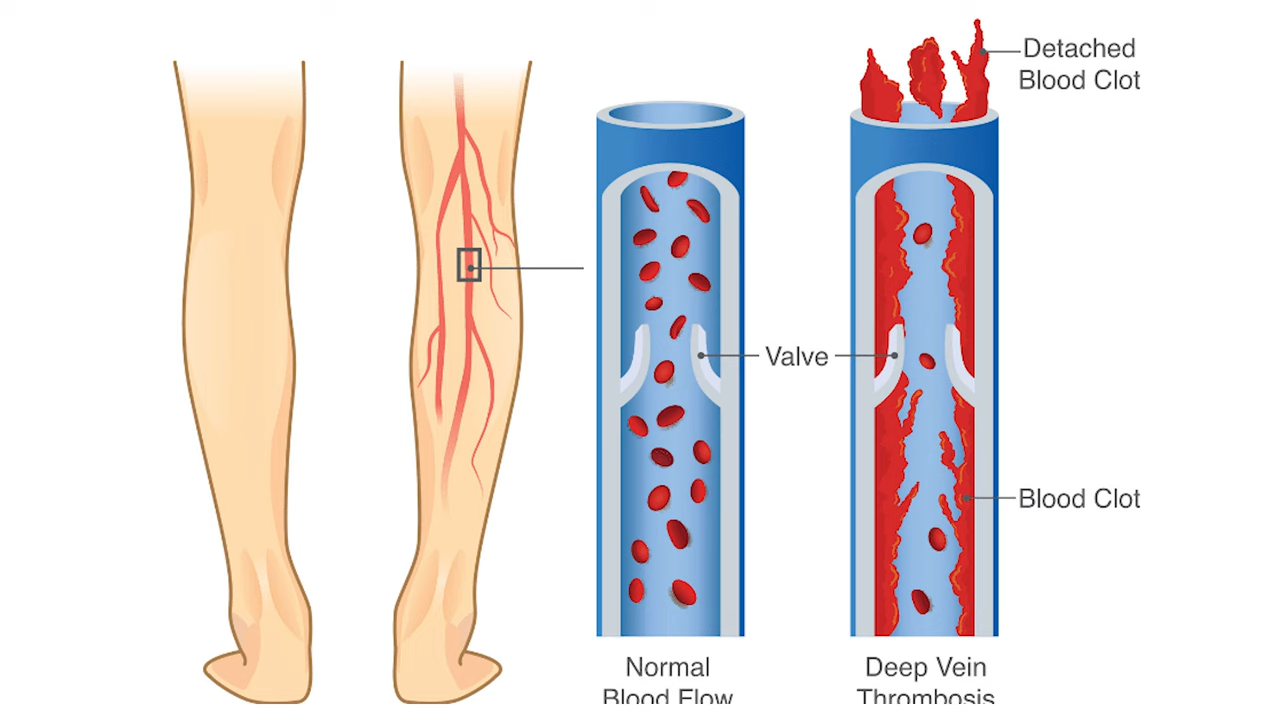 Detached
Blood Clot
Valve
Blood Clot
Normal
Blood Flow
Deep Vein
Thrombosis